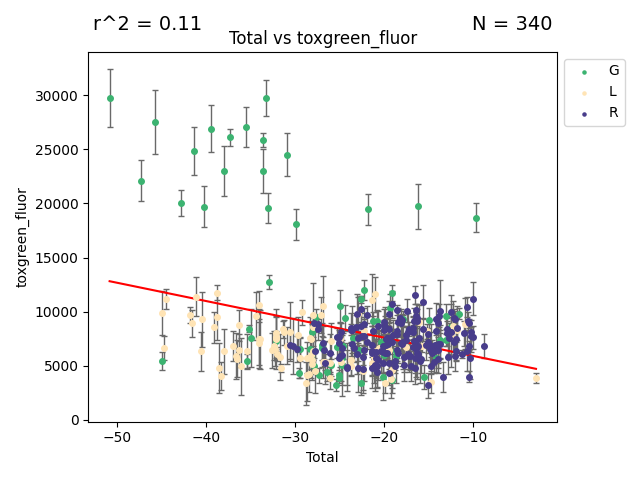 r^2 = 0.11 N = 340
Total vs toxgreen_fluor
G
L
R
30000
25000
20000
15000
10000
5000
0
toxgreen_fluor
−50 −40 −30 −20 −10
Total